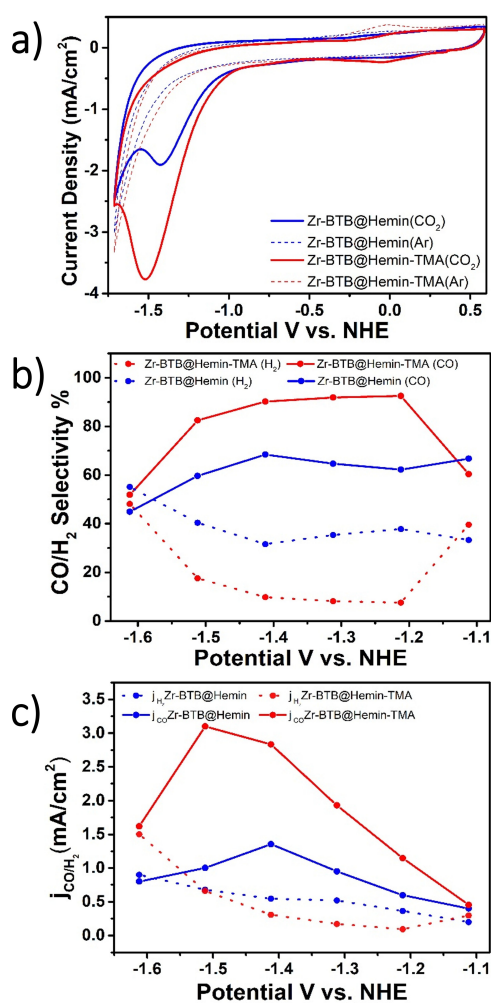 a)
Current Density (mA/cm²)
1
0
-1
-2
-3
-4
Zr-BTB@Hemin(CO₂)
Zr-BTB@Hemin(Ar)
Zr-BTB@Hemin-TMA(CO₂)
Zr-BTB@Hemin-TMA(Ar)
-1.5 -1.0 -0.5 0.0 0.5
Potential V vs. NHE
b)
Zr-BTB@Hemin-TMA (H₂) Zr-BTB@Hemin-TMA (CO)
Zr-BTB@Hemin (H₂) Zr-BTB@Hemin (CO)
CO/H₂ Selectivity %
100
80
60
40
20
0
-1.6 -1.5 -1.4 -1.3 -1.2 -1.1
Potential V vs. NHE
c)
j_H₂ Zr-BTB@Hemin j_H₂ Zr-BTB@Hemin-TMA
j_CO Zr-BTB@Hemin j_CO Zr-BTB@Hemin-TMA
j_CO/H₂ (mA/cm²)
3.5
3.0
2.5
2.0
1.5
1.0
0.5
0.0
-1.6 -1.5 -1.4 -1.3 -1.2 -1.1
Potential V vs. NHE